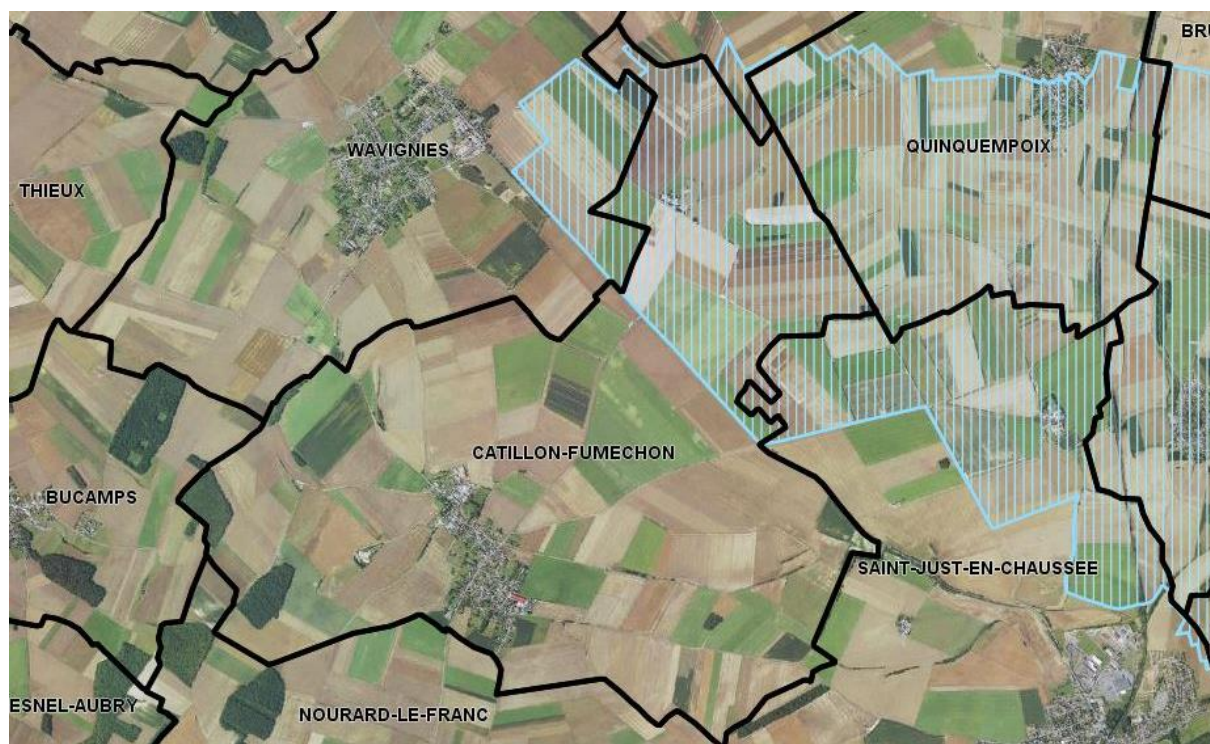 BRU
WAVIGNIES
QUINQUEMPOIX
THIEUX
CATILLON-FUMECHON
BUCAMPS
SAINT-JUST-EN-CHAUSSEE
ESNEL-AUBRY
NOURARD-LE-FRANC